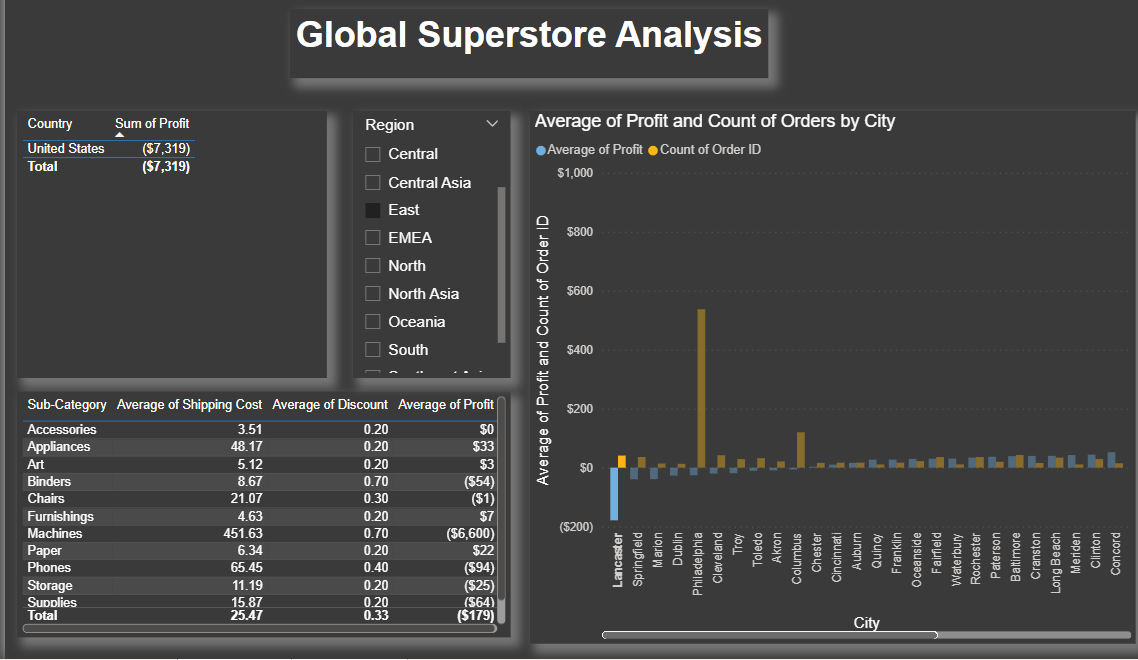 Global Superstore Analysis
Country Sum of Profit
United States ($7,319)
Total ($7,319)
Region
Central
Central Asia
East
EMEA
North
North Asia
Oceania
South
Average of Profit and Count of Orders by City
Average of Profit Count of Order ID
$1,000
$800
$600
$400
$200
$0
($200)
Average of Profit and Count of Order ID
Lancaster
Springfield
Marion
Dublin
Philadelphia
Cleveland
Troy
Toledo
Akron
Columbus
Chester
Cincinnati
Auburn
Quincy
Franklin
Oceanside
Fairfield
Waterbury
Rochester
Paterson
Baltimore
Cranston
Long Beach
Meriden
Clinton
Concord
City
Sub-Category Average of Shipping Cost Average of Discount Average of Profit
Accessories 3.51 0.20 $0
Appliances 48.17 0.20 $33
Art 5.12 0.20 $3
Binders 8.67 0.70 ($54)
Chairs 21.07 0.30 ($1)
Furnishings 4.63 0.20 $7
Machines 451.63 0.70 ($6,600)
Paper 6.34 0.20 $22
Phones 65.45 0.40 ($94)
Storage 11.19 0.20 ($25)
Supplies 15.87 0.20 ($64)
Total 25.47 0.33 ($179)